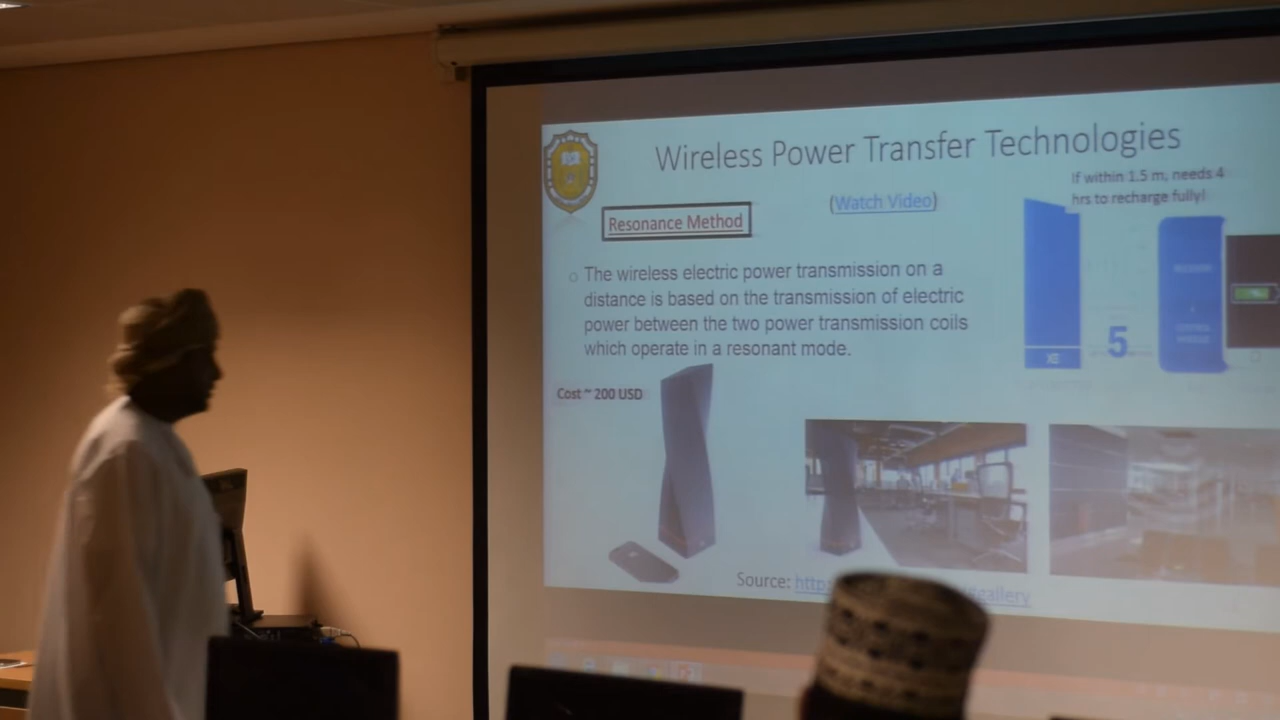 Wireless Power Transfer Technologies
If within 1.5 m, needs 4
hrs to recharge fully!
(Watch Video)
Resonance Method
The wireless electric power transmission on a
distance is based on the transmission of electric
power between the two power transmission coils
which operate in a resonant mode.
5
Cost ~ 200 USD
Source: http
gallery